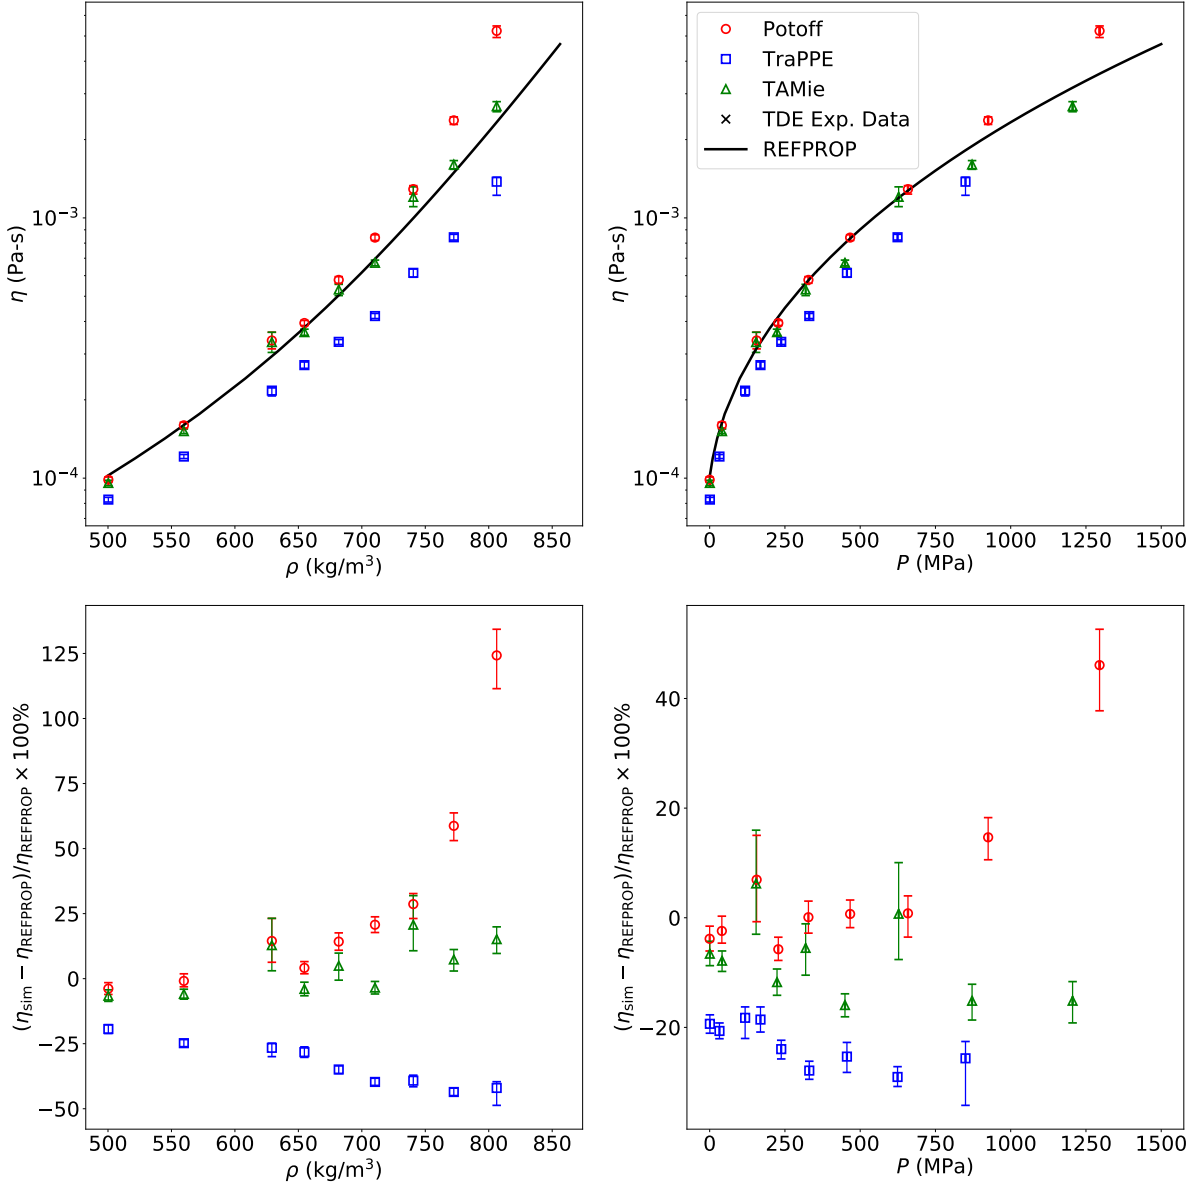 Potoff
TraPPE
TAMie
TDE Exp. Data
REFPROP
η (Pa-s)
10⁻³
10⁻⁴
500 550 600 650 700 750 800 850
ρ (kg/m³)
η (Pa-s)
10⁻³
10⁻⁴
0 250 500 750 1000 1250 1500
P (MPa)
(η_sim − η_REFPROP)/η_REFPROP × 100%
125
100
75
50
25
0
−25
−50
500 550 600 650 700 750 800 850
ρ (kg/m³)
(η_sim − η_REFPROP)/η_REFPROP × 100%
40
20
0
−20
0 250 500 750 1000 1250 1500
P (MPa)